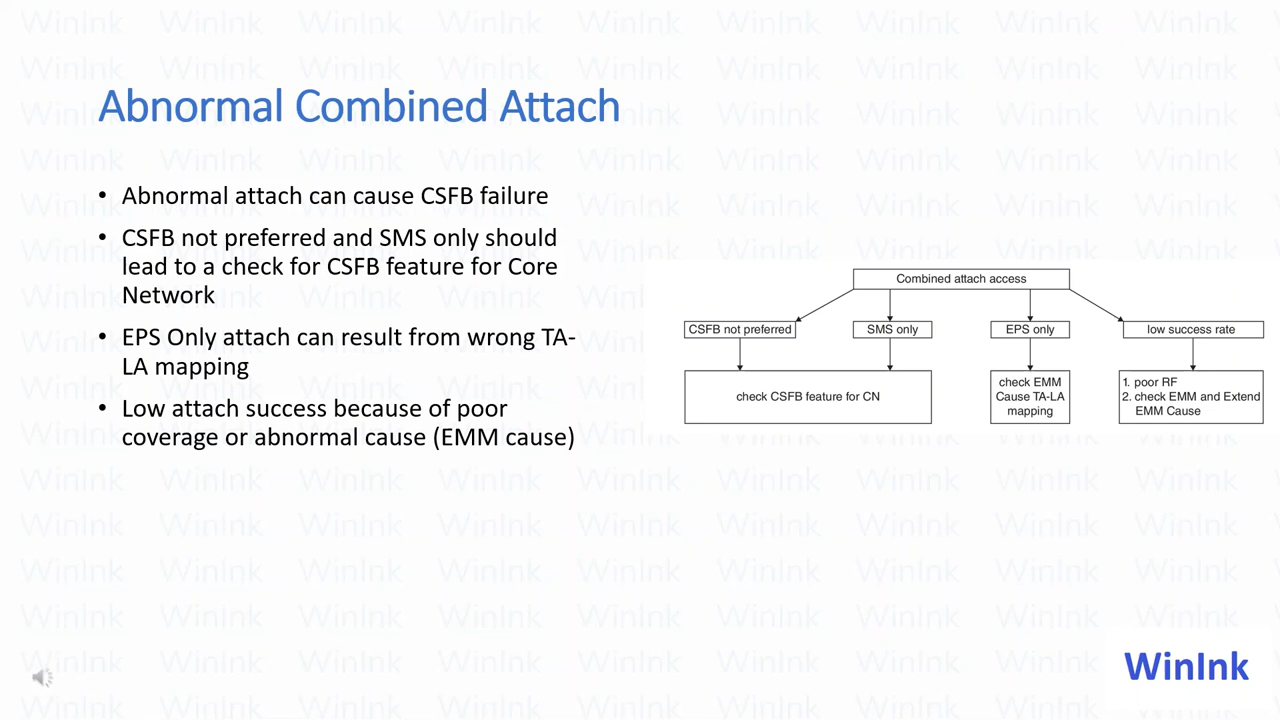 Abnormal Combined Attach
• Abnormal attach can cause CSFB failure
• CSFB not preferred and SMS only should
lead to a check for CSFB feature for Core
Network
• EPS Only attach can result from wrong TA-
LA mapping
• Low attach success because of poor
coverage or abnormal cause (EMM cause)
Combined attach access
CSFB not preferred
SMS only
EPS only
low success rate
check CSFB feature for CN
check EMM
Cause TA-LA
mapping
1. poor RF
2. check EMM and Extend
EMM Cause
WinInk